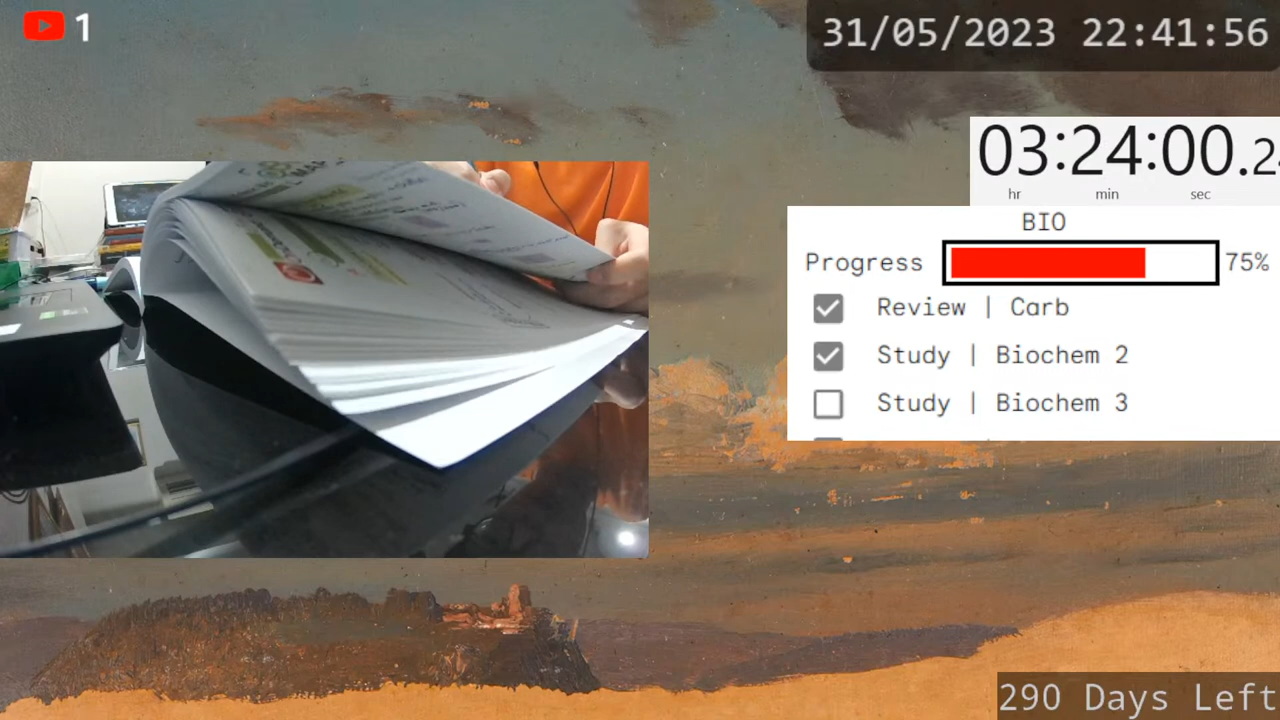 1
31/05/2023 22:41:56
03:24:00.2
hr min sec
BIO
Progress 75%
Review | Carb
Study | Biochem 2
Study | Biochem 3
290 Days Left